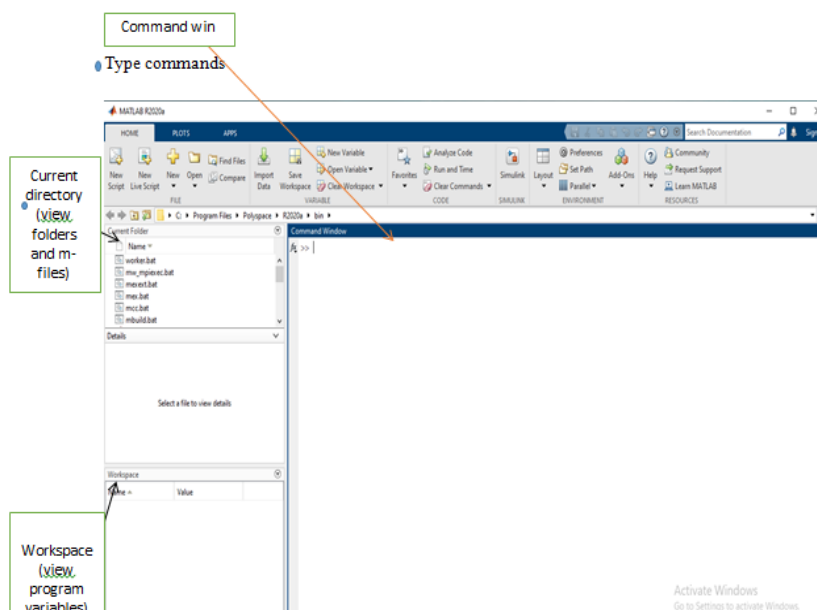 Command win
Type commands
MATLAB R2020a
HOME PLOTS APPS
Search Documentation
Sign
New Script
New Live Script
New
Open
Find Files
Compare
Import Data
Save Workspace
New Variable
Open Variable
Clear Workspace
Favorites
Analyze Code
Run and Time
Clear Commands
Simulink
Layout
Preferences
Set Path
Parallel
Add-Ons
Help
Community
Request Support
Learn MATLAB
FILE VARIABLE CODE SIMULINK ENVIRONMENT RESOURCES
C: Program Files Polyspace R2020a bin
Current
directory
(view
folders
and m-
files)
Current Folder
Name
worker.bat
mw_mpiexec.bat
mexext.bat
mex.bat
mcc.bat
mbuild.bat
Details
Select a file to view details
Command Window
fx >>
Workspace
Name Value
Workspace
(view
program
variables)
Activate Windows
Go to Settings to activate Windows.